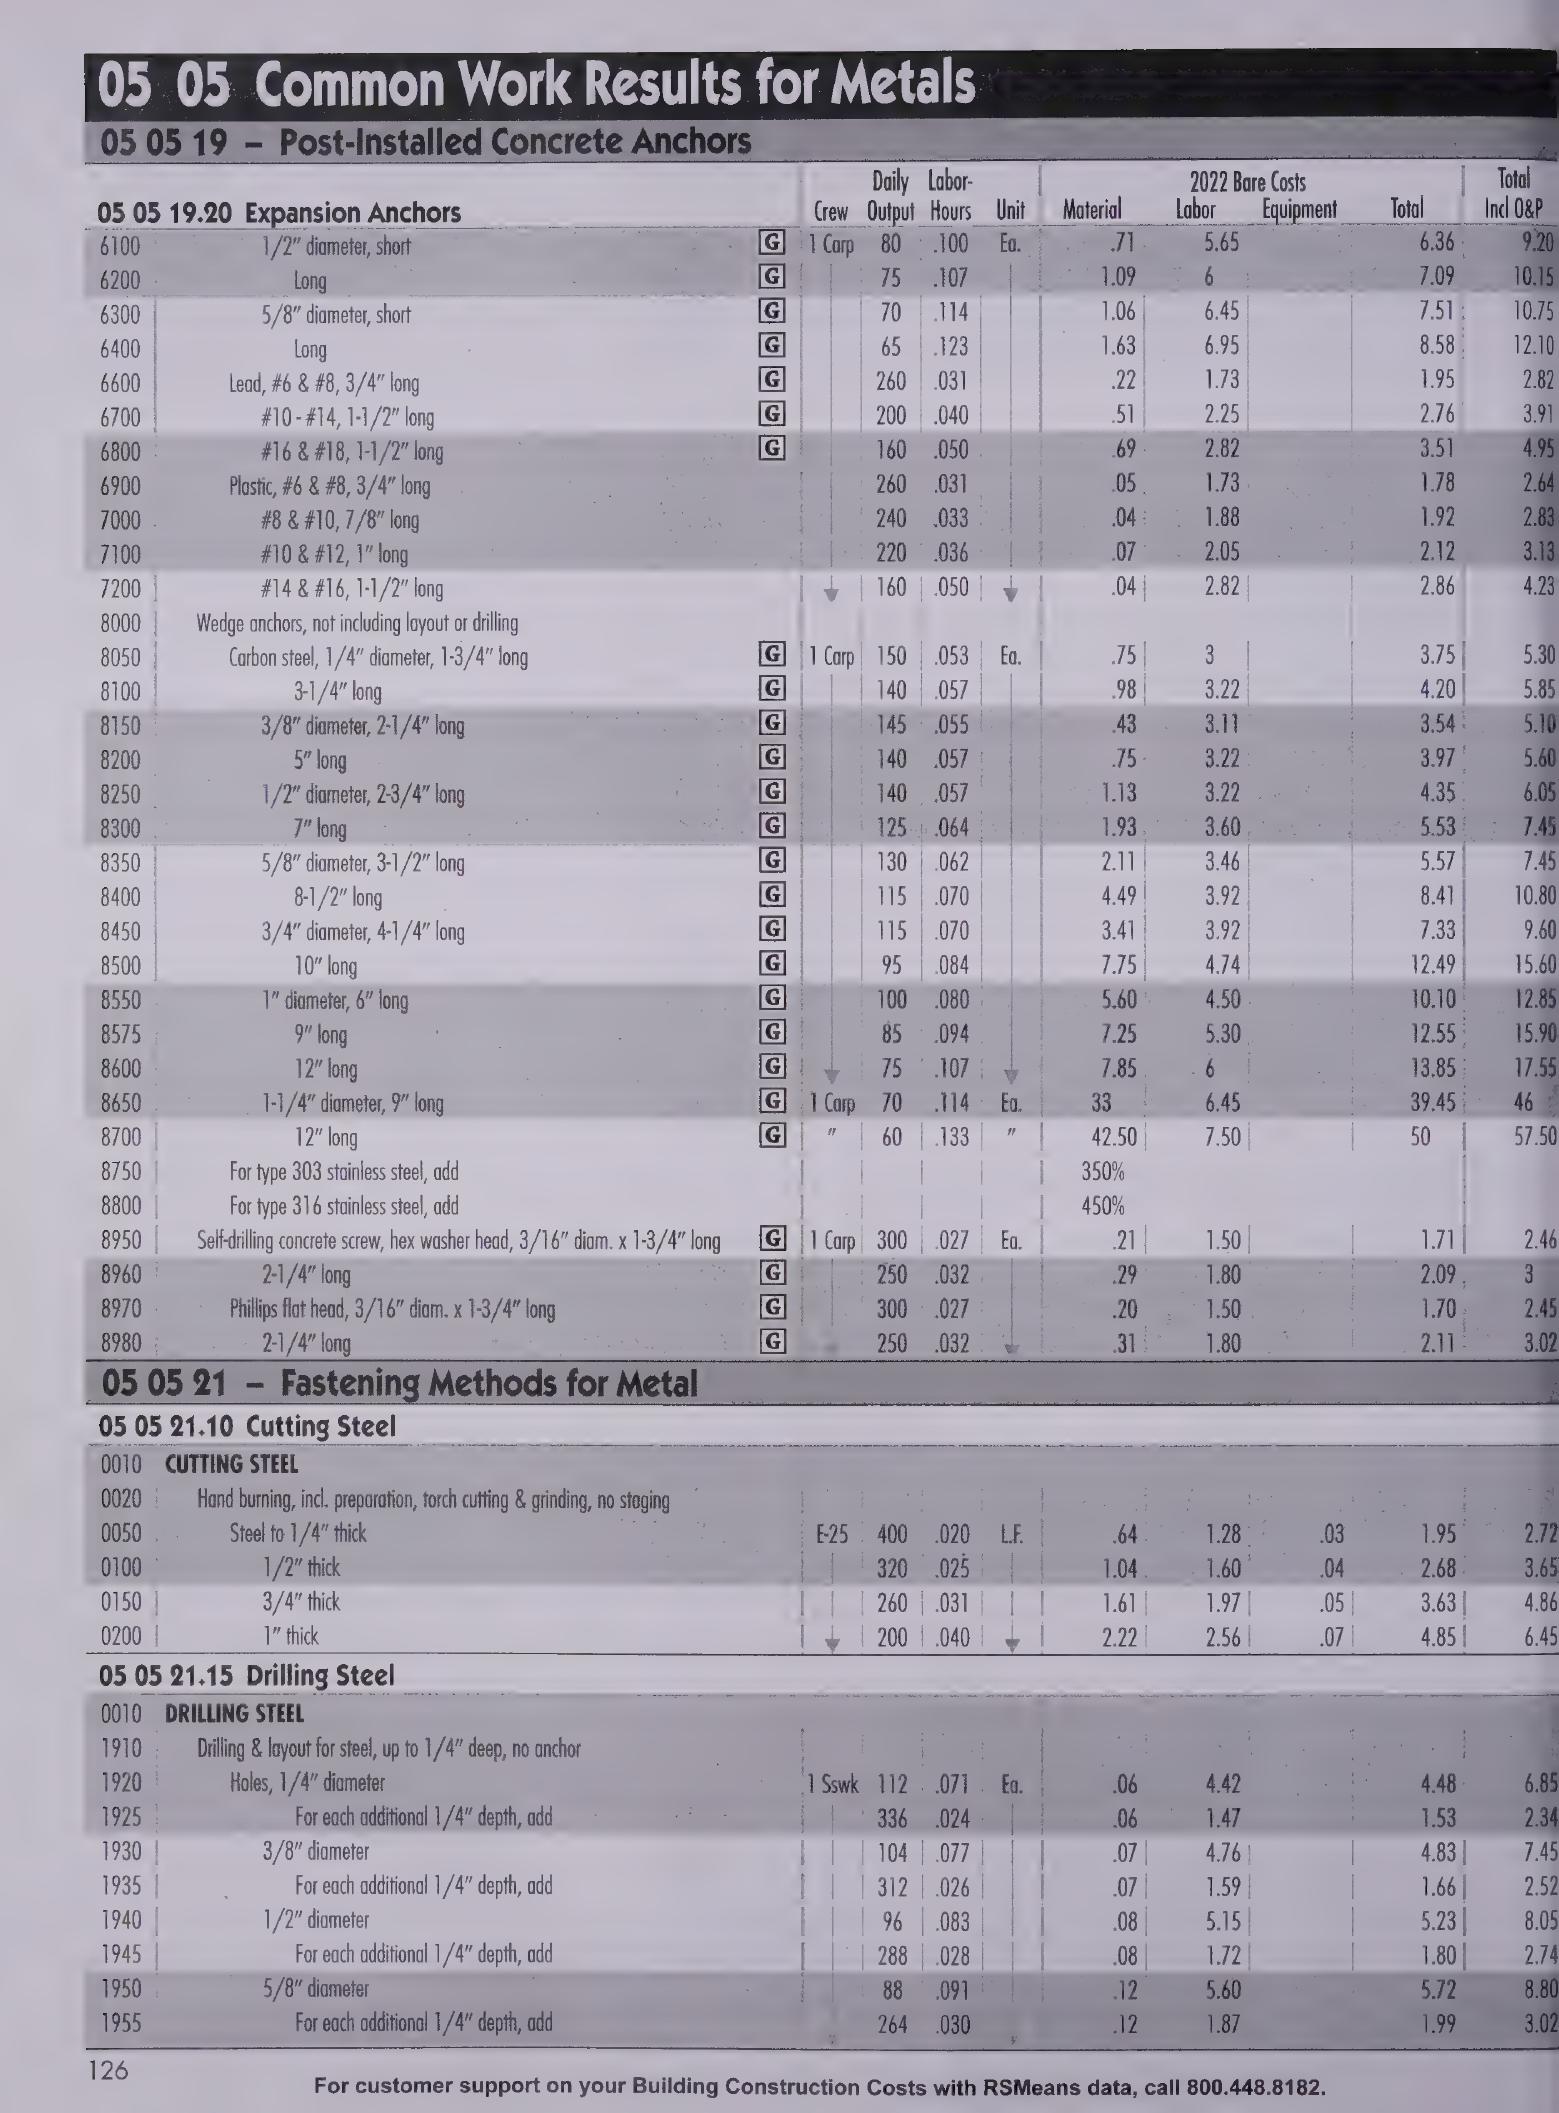 05 05 Common Work Results for Metals
05 05 19 – Post-Installed Concrete Anchors
Daily Labor- 2022 Bare Costs Total
05 05 19.20 Expansion Anchors Crew Output Hours Unit Material Labor Equipment Total Incl O&P
6100 1/2" diameter, short G 1 Carp 80 .100 Ea. .71 5.65 6.36 9.20
6200 Long G 75 .107 1.09 6 7.09 10.15
6300 5/8" diameter, short G 70 .114 1.06 6.45 7.51 10.75
6400 Long G 65 .123 1.63 6.95 8.58 12.10
6600 Lead, #6 & #8, 3/4" long G 260 .031 .22 1.73 1.95 2.82
6700 #10 - #14, 1-1/2" long G 200 .040 .51 2.25 2.76 3.91
6800 #16 & #18, 1-1/2" long G 160 .050 .69 2.82 3.51 4.95
6900 Plastic, #6 & #8, 3/4" long 260 .031 .05 1.73 1.78 2.64
7000 #8 & #10, 7/8" long 240 .033 .04 1.88 1.92 2.83
7100 #10 & #12, 1" long 220 .036 .07 2.05 2.12 3.13
7200 #14 & #16, 1-1/2" long 160 .050 .04 2.82 2.86 4.23
8000 Wedge anchors, not including layout or drilling
8050 Carbon steel, 1/4" diameter, 1-3/4" long G 1 Carp 150 .053 Ea. .75 3 3.75 5.30
8100 3-1/4" long G 140 .057 .98 3.22 4.20 5.85
8150 3/8" diameter, 2-1/4" long G 145 .055 .43 3.11 3.54 5.10
8200 5" long G 140 .057 .75 3.22 3.97 5.60
8250 1/2" diameter, 2-3/4" long G 140 .057 1.13 3.22 4.35 6.05
8300 7" long G 125 .064 1.93 3.60 5.53 7.45
8350 5/8" diameter, 3-1/2" long G 130 .062 2.11 3.46 5.57 7.45
8400 8-1/2" long G 115 .070 4.49 3.92 8.41 10.80
8450 3/4" diameter, 4-1/4" long G 115 .070 3.41 3.92 7.33 9.60
8500 10" long G 95 .084 7.75 4.74 12.49 15.60
8550 1" diameter, 6" long G 100 .080 5.60 4.50 10.10 12.85
8575 9" long G 85 .094 7.25 5.30 12.55 15.90
8600 12" long G 75 .107 7.85 6 13.85 17.55
8650 1-1/4" diameter, 9" long G 1 Carp 70 .114 Ea. 33 6.45 39.45 46
8700 12" long G " 60 .133 " 42.50 7.50 50 57.50
8750 For type 303 stainless steel, add 350%
8800 For type 316 stainless steel, add 450%
8950 Self-drilling concrete screw, hex washer head, 3/16" diam. x 1-3/4" long G 1 Carp 300 .027 Ea. .21 1.50 1.71 2.46
8960 2-1/4" long G 250 .032 .29 1.80 2.09 3
8970 Phillips flat head, 3/16" diam. x 1-3/4" long G 300 .027 .20 1.50 1.70 2.45
8980 2-1/4" long G 250 .032 .31 1.80 2.11 3.02
05 05 21 – Fastening Methods for Metal
05 05 21.10 Cutting Steel
0010 CUTTING STEEL
0020 Hand burning, incl. preparation, torch cutting & grinding, no staging
0050 Steel to 1/4" thick E-25 400 .020 L.F. .64 1.28 .03 1.95 2.72
0100 1/2" thick 320 .025 1.04 1.60 .04 2.68 3.65
0150 3/4" thick 260 .031 1.61 1.97 .05 3.63 4.86
0200 1" thick 200 .040 2.22 2.56 .07 4.85 6.45
05 05 21.15 Drilling Steel
0010 DRILLING STEEL
1910 Drilling & layout for steel, up to 1/4" deep, no anchor
1920 Holes, 1/4" diameter 1 Sswk 112 .071 Ea. .06 4.42 4.48 6.85
1925 For each additional 1/4" depth, add 336 .024 .06 1.47 1.53 2.34
1930 3/8" diameter 104 .077 .07 4.76 4.83 7.45
1935 For each additional 1/4" depth, add 312 .026 .07 1.59 1.66 2.52
1940 1/2" diameter 96 .083 .08 5.15 5.23 8.05
1945 For each additional 1/4" depth, add 288 .028 .08 1.72 1.80 2.74
1950 5/8" diameter 88 .091 .12 5.60 5.72 8.80
1955 For each additional 1/4" depth, add 264 .030 .12 1.87 1.99 3.02
126
For customer support on your Building Construction Costs with RSMeans data, call 800.448.8182.